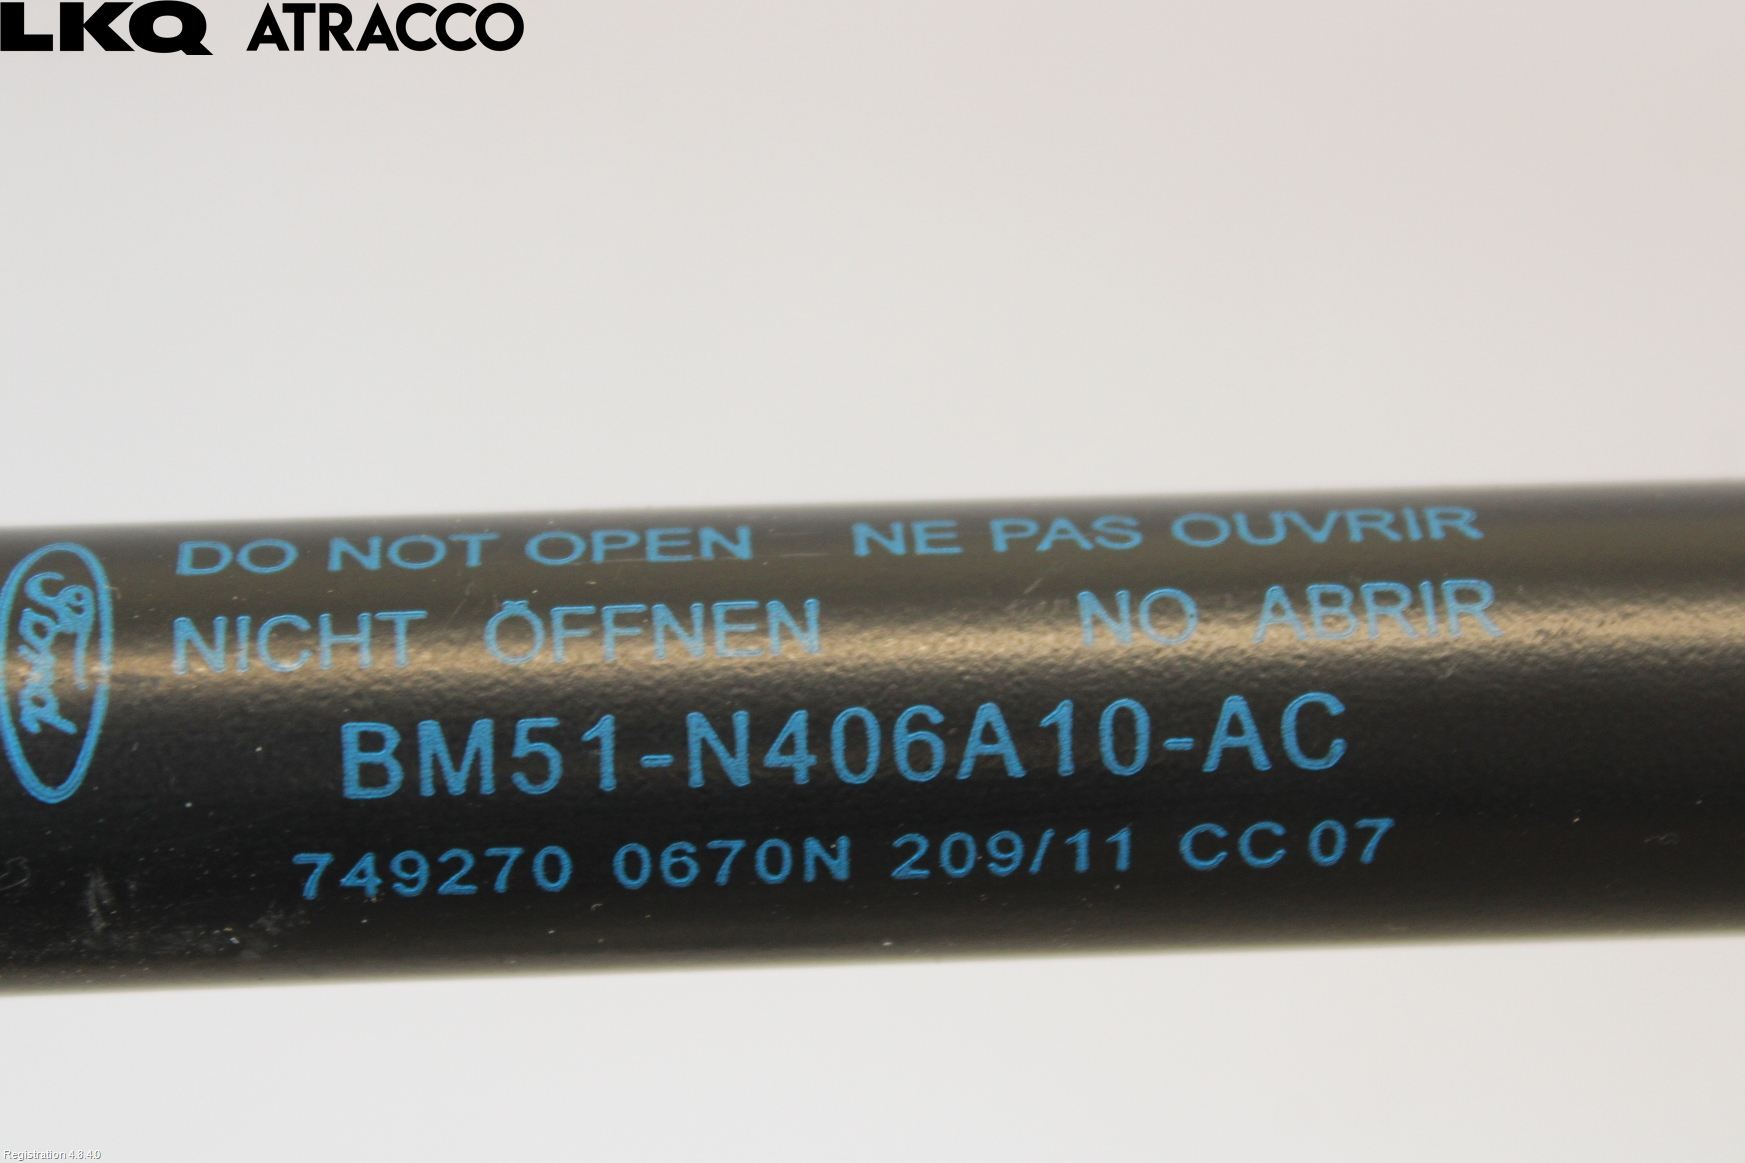 LKQ ATRACCO
Ford
DO NOT OPEN NE PAS OUVRIR
NICHT ÖFFNEN NO ABRIR
BM51-N406A10-AC
749270 0670N 209/11 CC 07
Registration 4.8.4.0